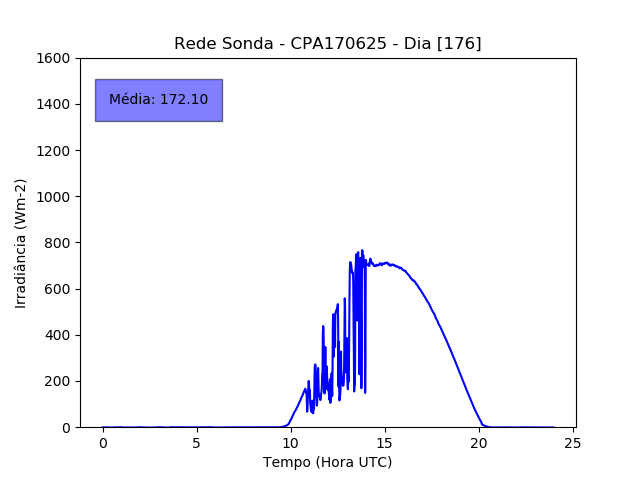 Rede Sonda - CPA170625 - Dia [176]
1600
1400
1200
1000
800
600
400
200
0
Média: 172.10
Irradiância (Wm-2)
0 5 10 15 20 25
Tempo (Hora UTC)